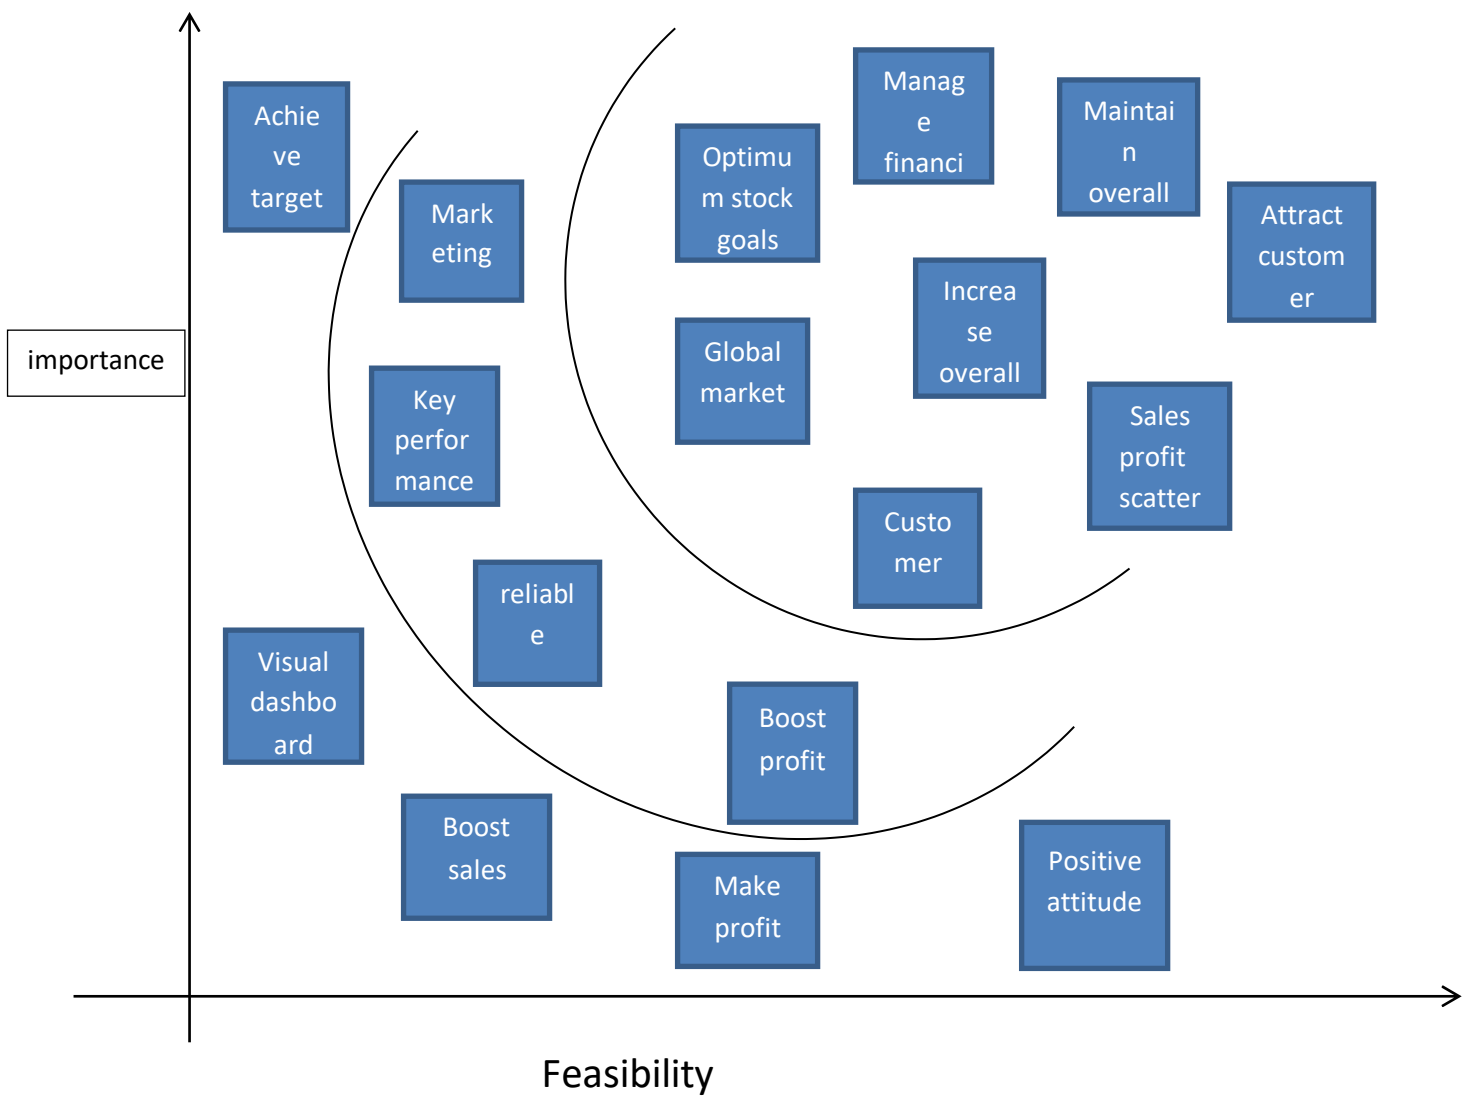 Achie
ve
target
Mark
eting
Optimu
m stock
goals
Manag
e
financi
Maintai
n
overall
Attract
custom
er
importance
Key
perfor
mance
Global
market
Increa
se
overall
Sales
profit
scatter
Custo
mer
reliabl
e
Visual
dashbo
ard
Boost
profit
Boost
sales
Make
profit
Positive
attitude
Feasibility